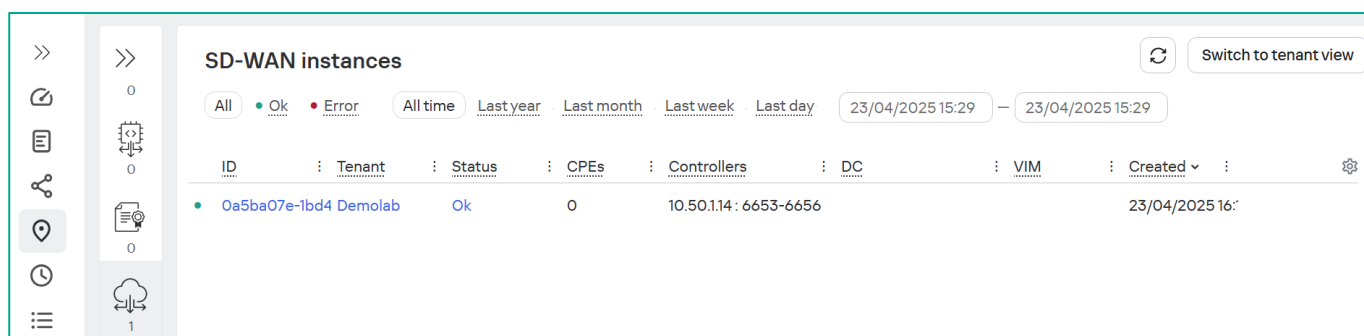 SD-WAN instances
Switch to tenant view
0
All Ok Error All time Last year Last month Last week Last day 23/04/2025 15:29 — 23/04/2025 15:29
ID Tenant Status CPEs Controllers DC VIM Created
0
0a5ba07e-1bd4 Demolab Ok 0 10.50.1.14 : 6653-6656 23/04/2025 16:
0
1